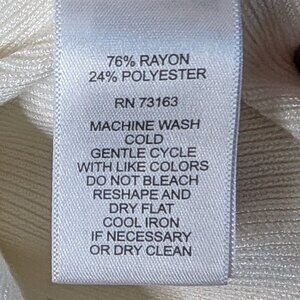 76% RAYON
24% POLYESTER
RN 73163
MACHINE WASH
COLD
GENTLE CYCLE
WITH LIKE COLORS
DO NOT BLEACH
RESHAPE AND
DRY FLAT
COOL IRON
IF NECESSARY
OR DRY CLEAN